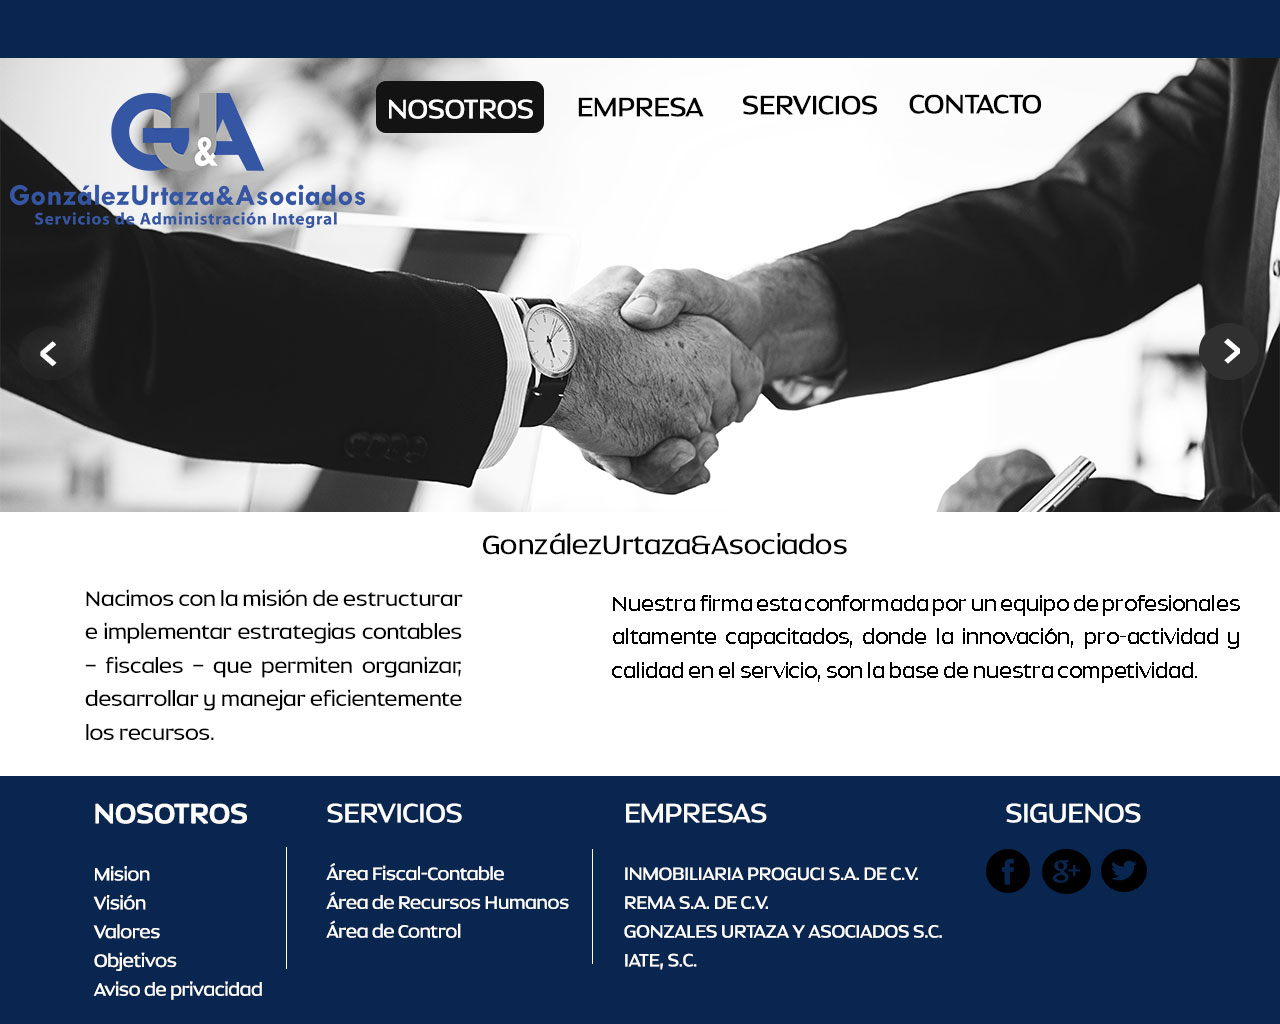 NOSOTROS EMPRESA SERVICIOS CONTACTO
GU&A
GonzálezUrtaza&Asociados
Servicios de Administración Integral
GonzálezUrtaza&Asociados
Nacimos con la misión de estructurar
e implementar estrategias contables
– fiscales – que permiten organizar,
desarrollar y manejar eficientemente
los recursos.
Nuestra firma esta conformada por un equipo de profesionales
altamente capacitados, donde la innovación, pro-actividad y
calidad en el servicio, son la base de nuestra competividad.
NOSOTROS
Mision
Visión
Valores
Objetivos
Aviso de privacidad
SERVICIOS
Área Fiscal-Contable
Área de Recursos Humanos
Área de Control
EMPRESAS
INMOBILIARIA PROGUCI S.A. DE C.V.
REMA S.A. DE C.V.
GONZALES URTAZA Y ASOCIADOS S.C.
IATE, S.C.
SIGUENOS